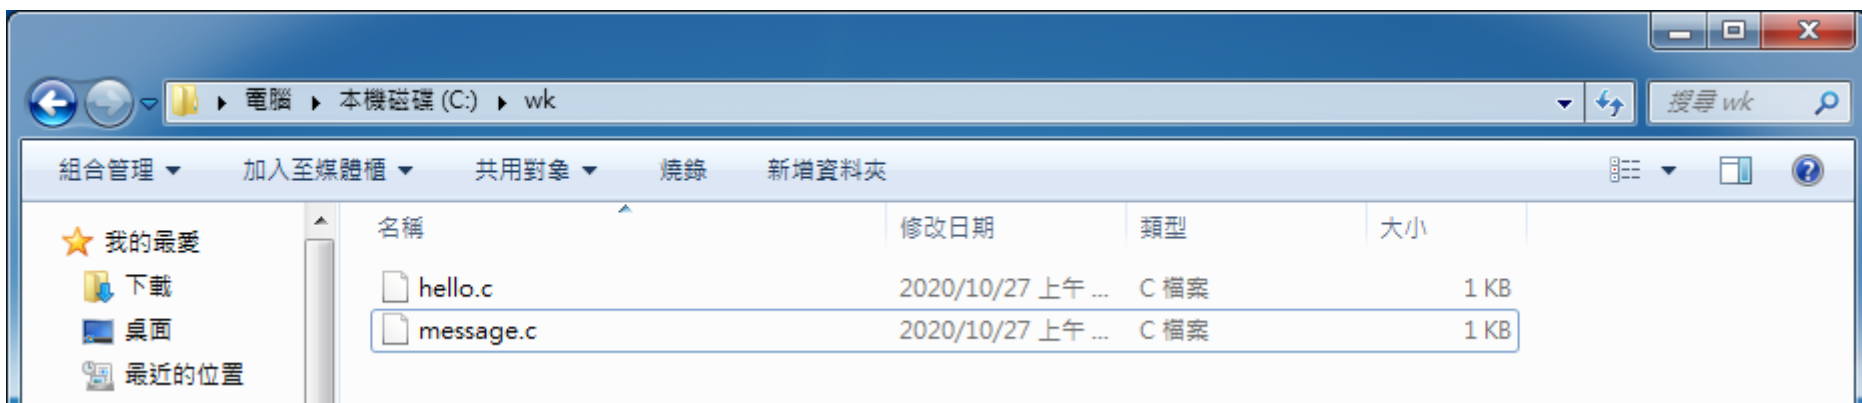 電腦 ▸ 本機磁碟 (C:) ▸ wk 搜尋 wk
組合管理 加入至媒體櫃 共用對象 燒錄 新增資料夾
我的最愛 名稱 修改日期 類型 大小
下載 hello.c 2020/10/27 上午 ... C 檔案 1 KB
桌面 message.c 2020/10/27 上午 ... C 檔案 1 KB
最近的位置